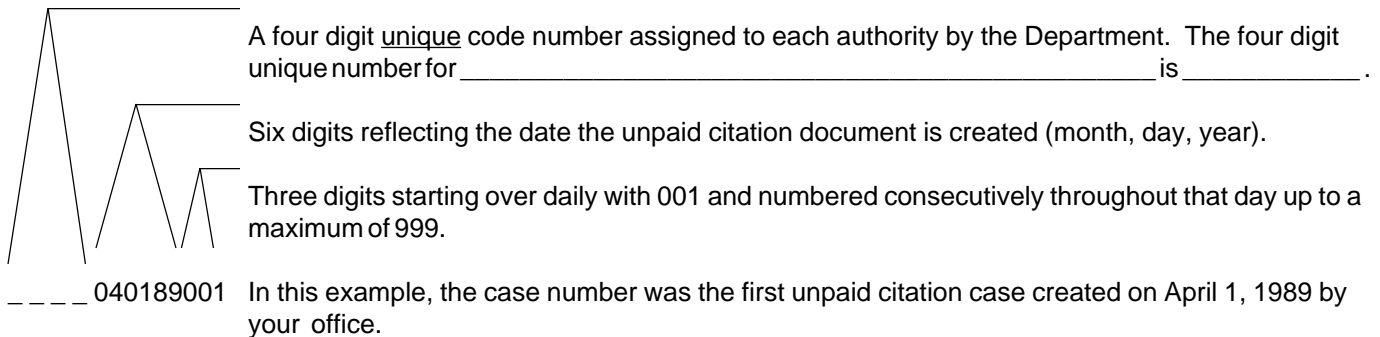 A four digit unique code number assigned to each authority by the Department. The four digit
unique number for _______________________________________________ is ____________ .
Six digits reflecting the date the unpaid citation document is created (month, day, year).
Three digits starting over daily with 001 and numbered consecutively throughout that day up to a
maximum of 999.
_ _ _ _ 040189001 In this example, the case number was the first unpaid citation case created on April 1, 1989 by
your office.